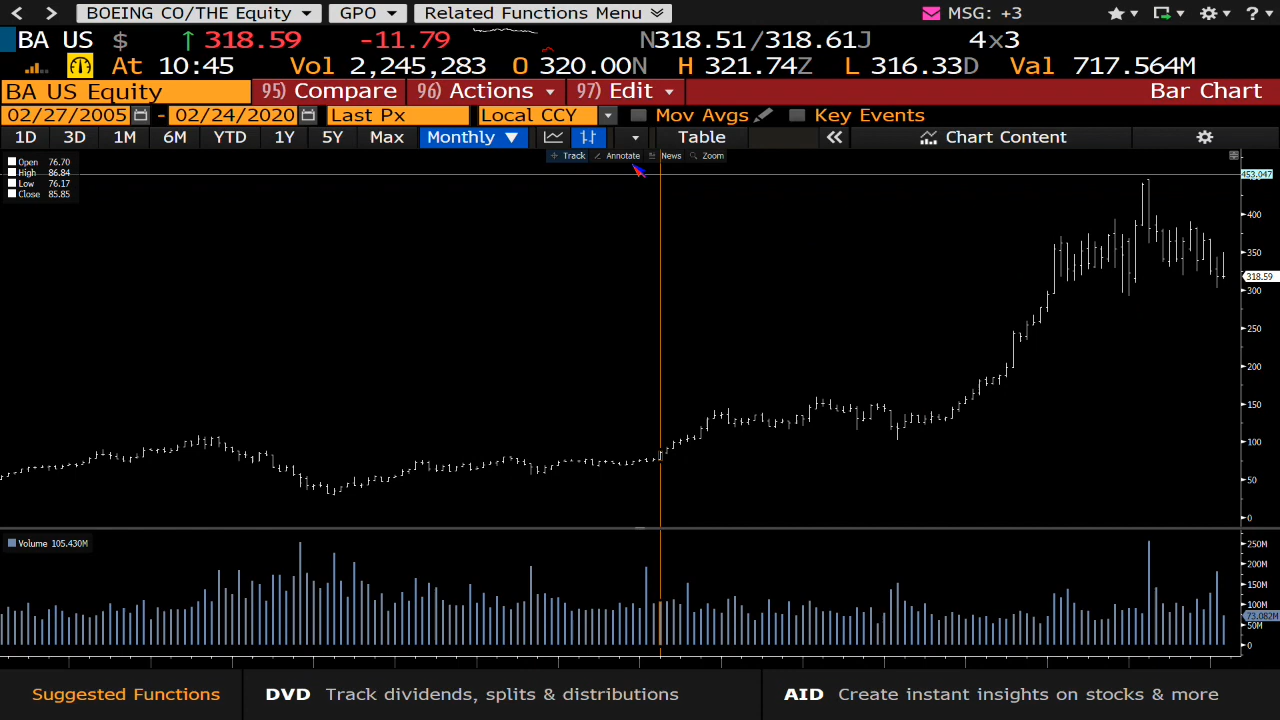 BOEING CO/THE Equity GPO Related Functions Menu MSG: +3 ?
BA US $ ↑ 318.59 -11.79 N318.51/318.61J 4x3
At 10:45 Vol 2,245,283 O 320.00N H 321.74Z L 316.33D Val 717.564M
BA US Equity 95) Compare 96) Actions 97) Edit Bar Chart
02/27/2005 - 02/24/2020 Last Px Local CCY Mov Avgs Key Events
1D 3D 1M 6M YTD 1Y 5Y Max Monthly ▼ Table Chart Content
Track Annotate News Zoom
Open 76.70
High 86.84
Low 76.17
Close 85.85
453.047
400
350
318.59
300
250
200
150
100
50
0
Volume 105.430M
250M
200M
150M
100M
73.082M
50M
0
Suggested Functions DVD Track dividends, splits & distributions AID Create instant insights on stocks & more